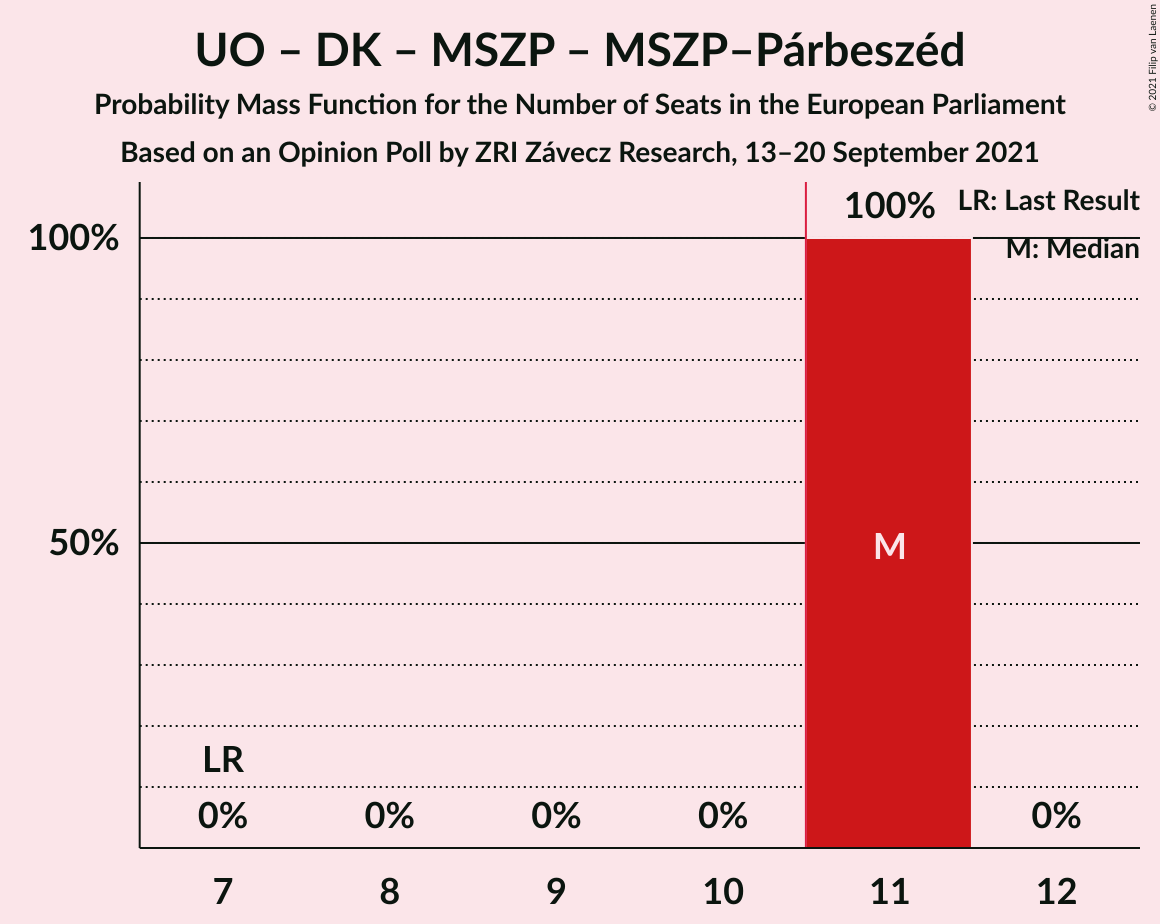 UO – DK – MSZP – MSZP–Párbeszéd
Probability Mass Function for the Number of Seats in the European Parliament
Based on an Opinion Poll by ZRI Závecz Research, 13–20 September 2021
© 2021 Filip van Laenen
LR: Last Result
M: Median
100%
100%
50%
M
LR
0%
0%
0%
0%
0%
7
8
9
10
11
12